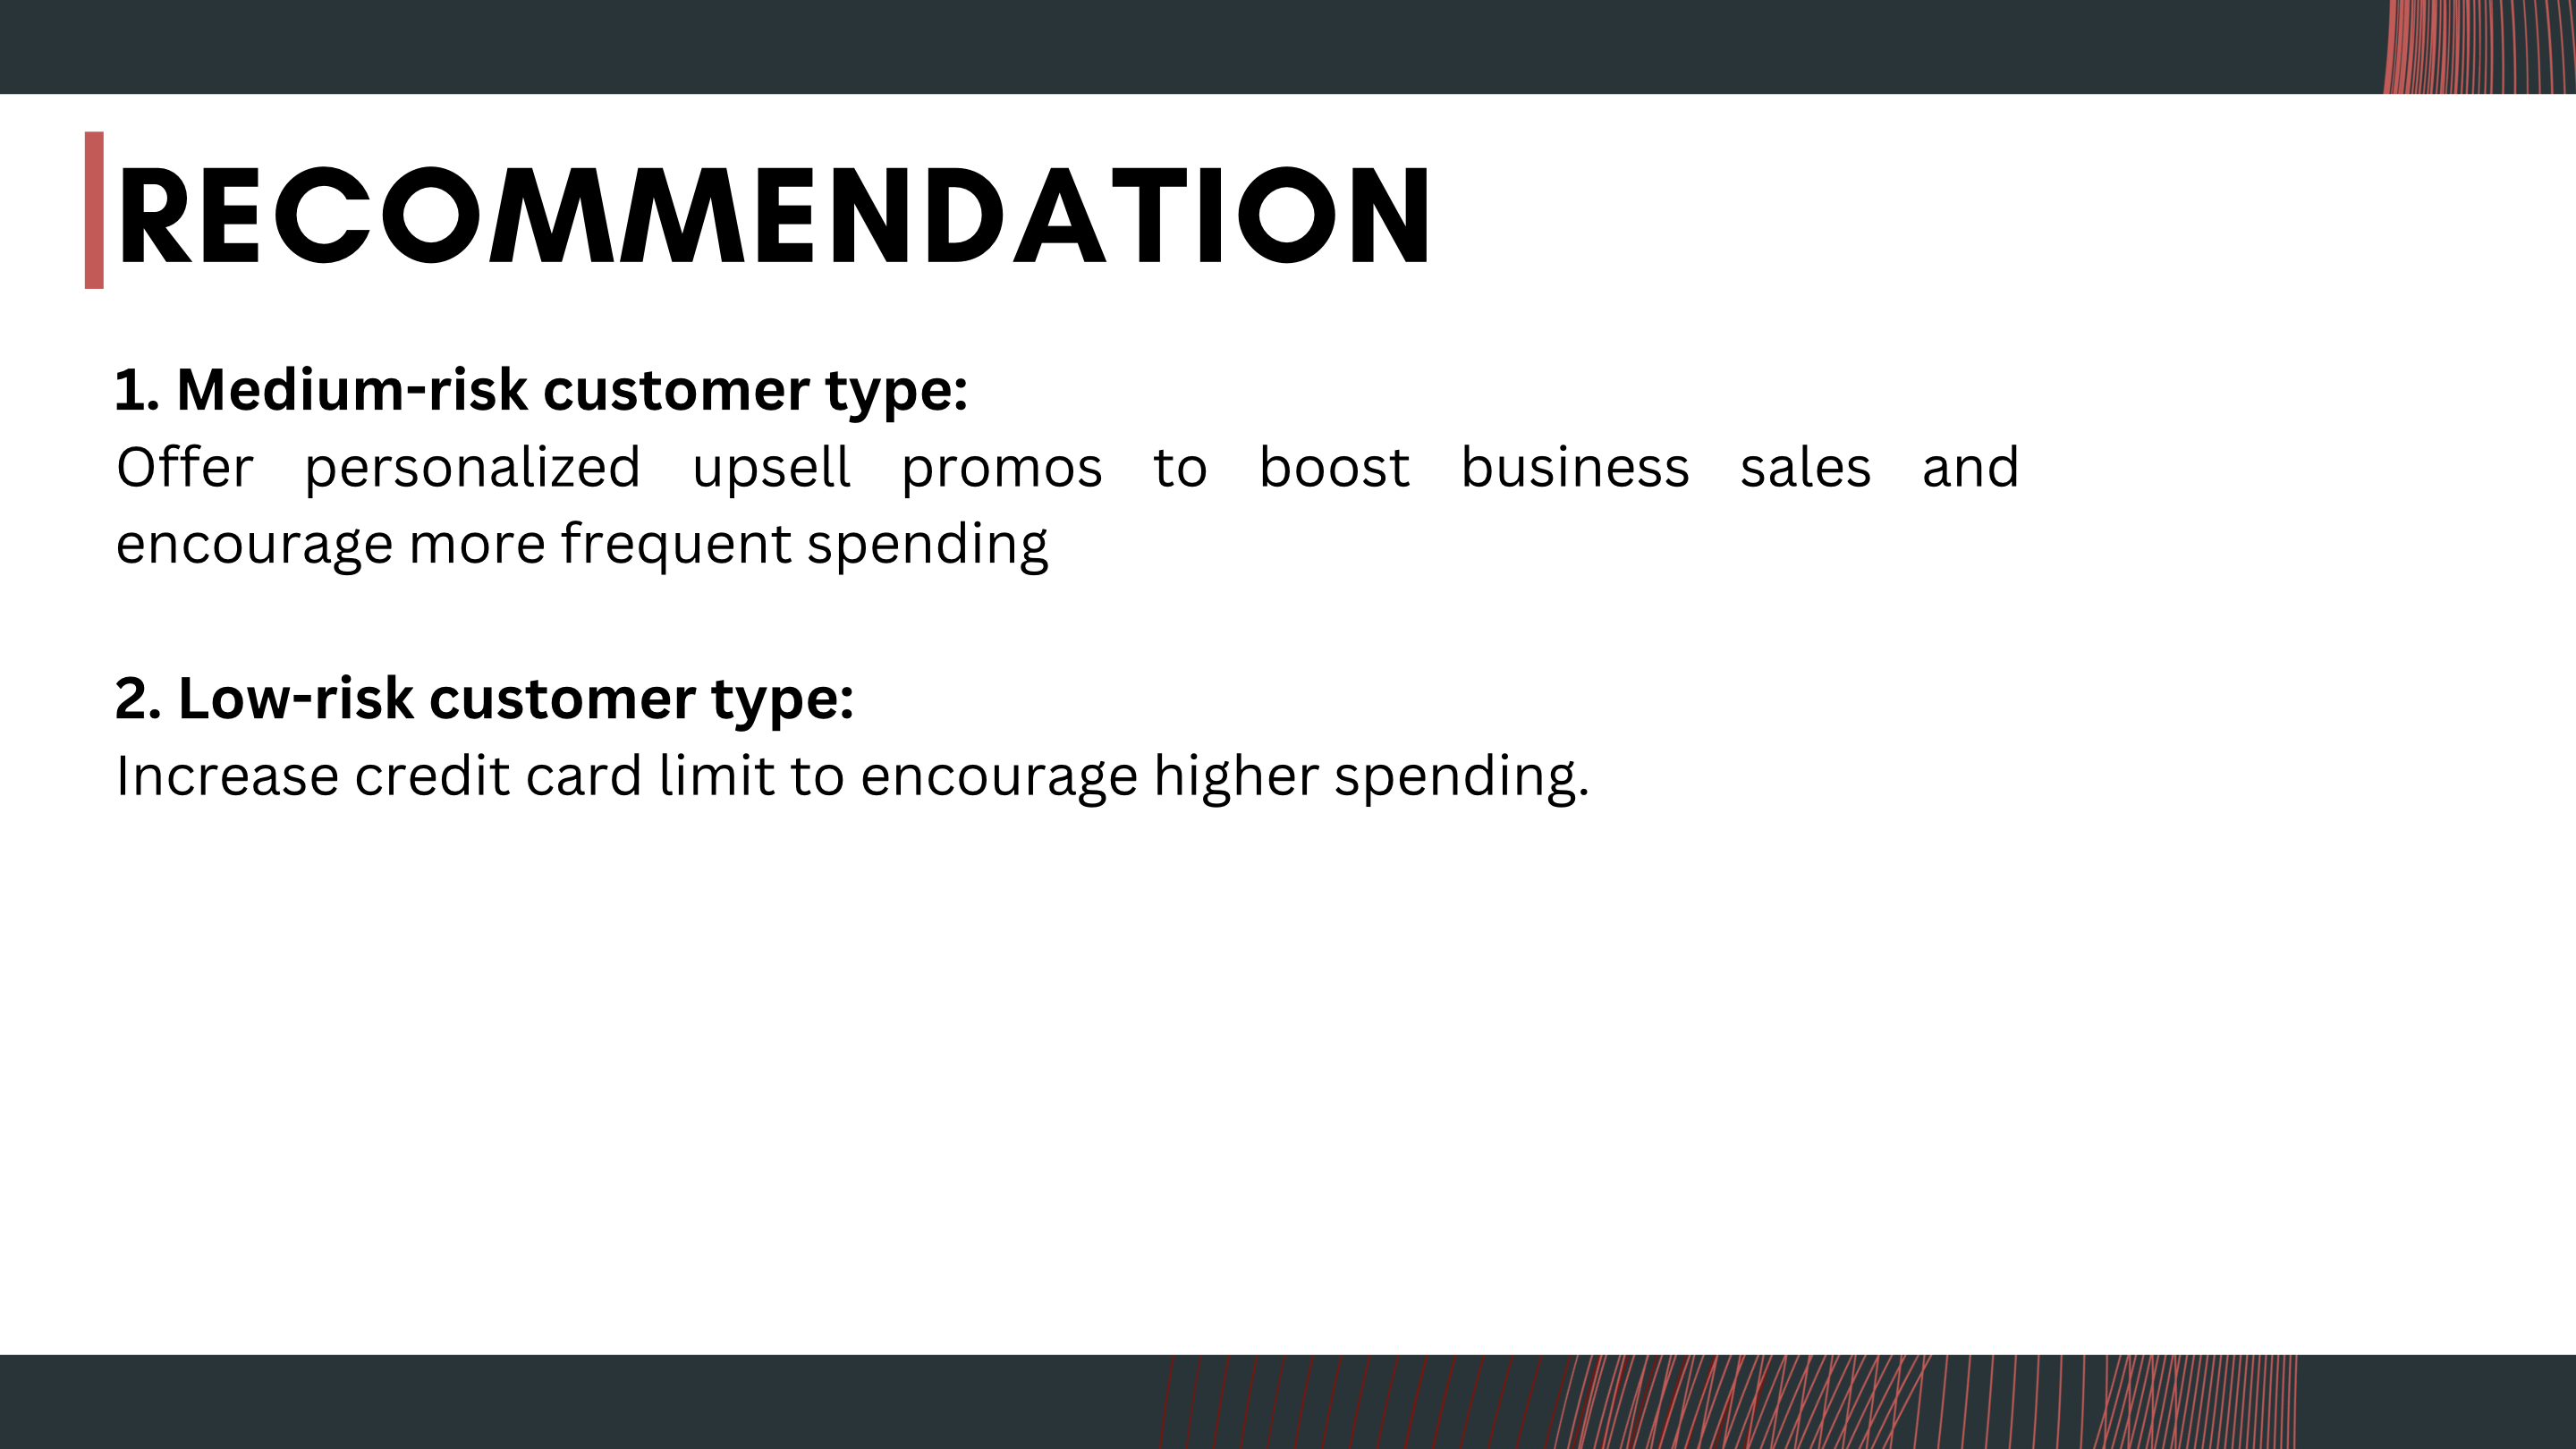 RECOMMENDATION
1. Medium-risk customer type:
Offer personalized upsell promos to boost business sales and
encourage more frequent spending
2. Low-risk customer type:
Increase credit card limit to encourage higher spending.